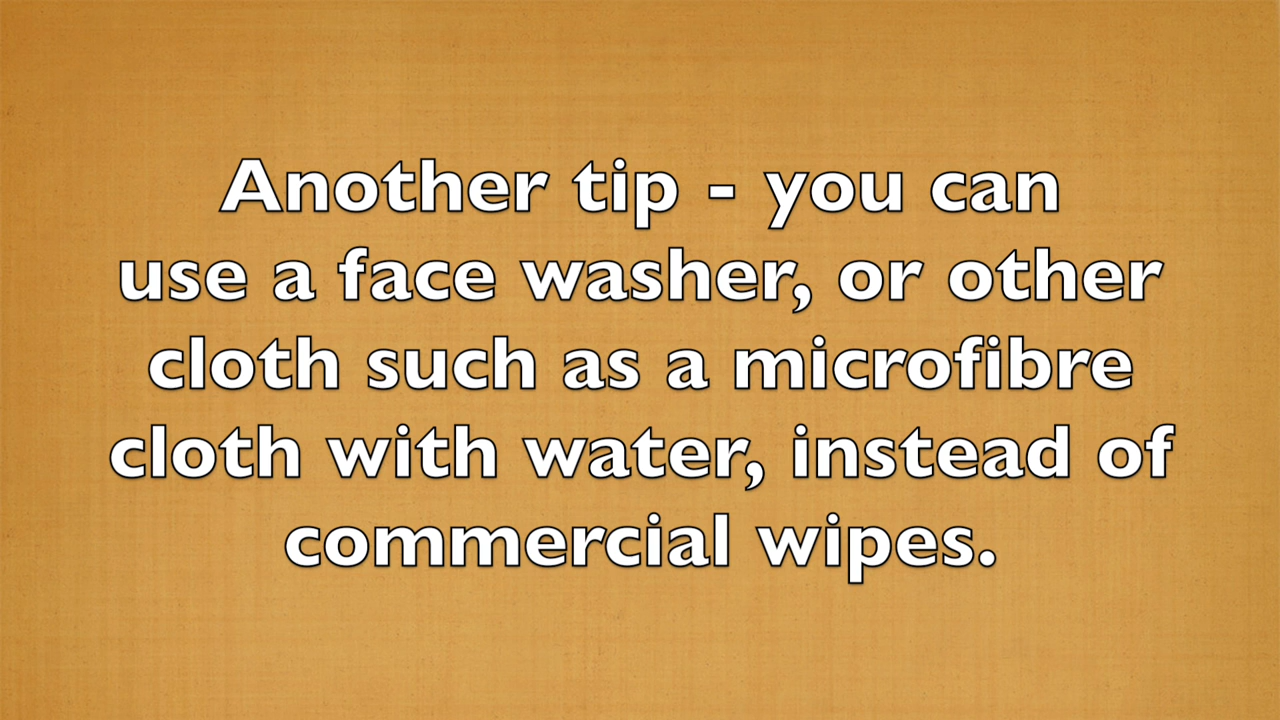 Another tip - you can
use a face washer, or other
cloth such as a microfibre
cloth with water, instead of
commercial wipes.